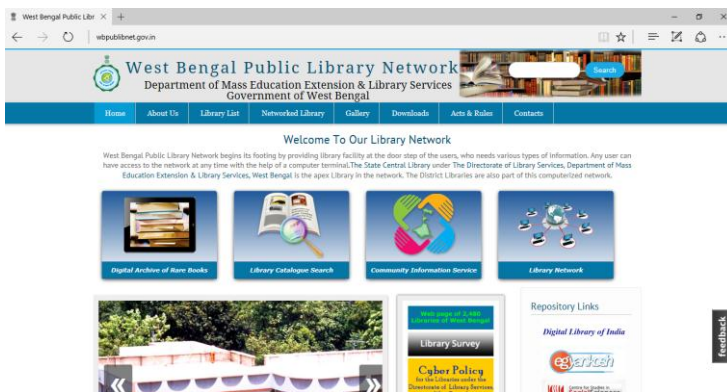 West Bengal Public Libr
wbpublibnet.gov.in
West Bengal Public Library Network
Department of Mass Education Extension & Library Services
Government of West Bengal
Search
Home About Us Library List Networked Library Gallery Downloads Acts & Rules Contacts
Welcome To Our Library Network
West Bengal Public Library Network begins its footing by providing library facility at the door step of the users, who needs various types of information. Any user can
have access to the network at any time with the help of a computer terminal.The State Central Library under The Directorate of Library Services, Department of Mass
Education Extension & Library Services, West Bengal is the apex Library in the network. The District Libraries are also part of this computerized network.
Digital Archive of Rare Books
Library Catalogue Search
Community Information Service
Library Network
Web page of 2,480
Libraries of West Bengal
Library Survey
Cyber Policy
for the Libraries under the
Directorate of Library Services
Repository Links
Digital Library of India
egyankosh
feedback